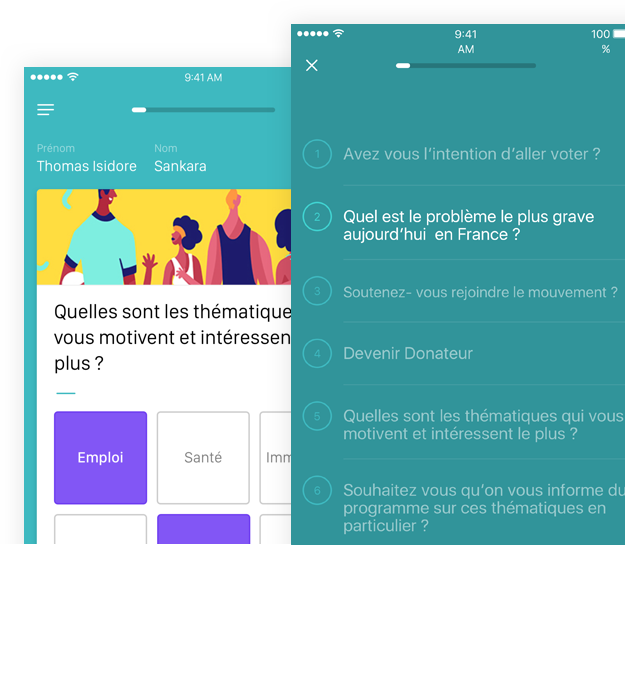 9:41 AM
Prénom
Nom
Thomas Isidore
Sankara
Quelles sont les thématique
vous motivent et intéressen
plus ?
Emploi
Santé
Imm
9:41
AM
100
%
1
Avez vous l'intention d'aller voter ?
2
Quel est le problème le plus grave
aujourd'hui  en France ?
3
Soutenez- vous rejoindre le mouvement ?
4
Devenir Donateur
5
Quelles sont les thématiques qui vous
motivent et intéressent le plus ?
6
Souhaitez vous qu'on vous informe du
programme sur ces thématiques en
particulier ?